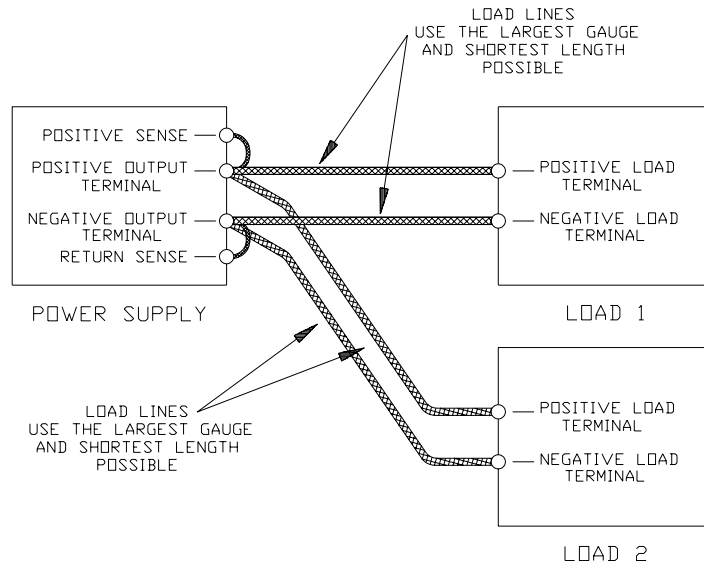 LOAD LINES
USE THE LARGEST GAUGE
AND SHORTEST LENGTH
POSSIBLE
POSITIVE SENSE
POSITIVE OUTPUT
TERMINAL
NEGATIVE OUTPUT
TERMINAL
RETURN SENSE
POWER SUPPLY
POSITIVE LOAD
TERMINAL
NEGATIVE LOAD
TERMINAL
LOAD 1
LOAD LINES
USE THE LARGEST GAUGE
AND SHORTEST LENGTH
POSSIBLE
POSITIVE LOAD
TERMINAL
NEGATIVE LOAD
TERMINAL
LOAD 2